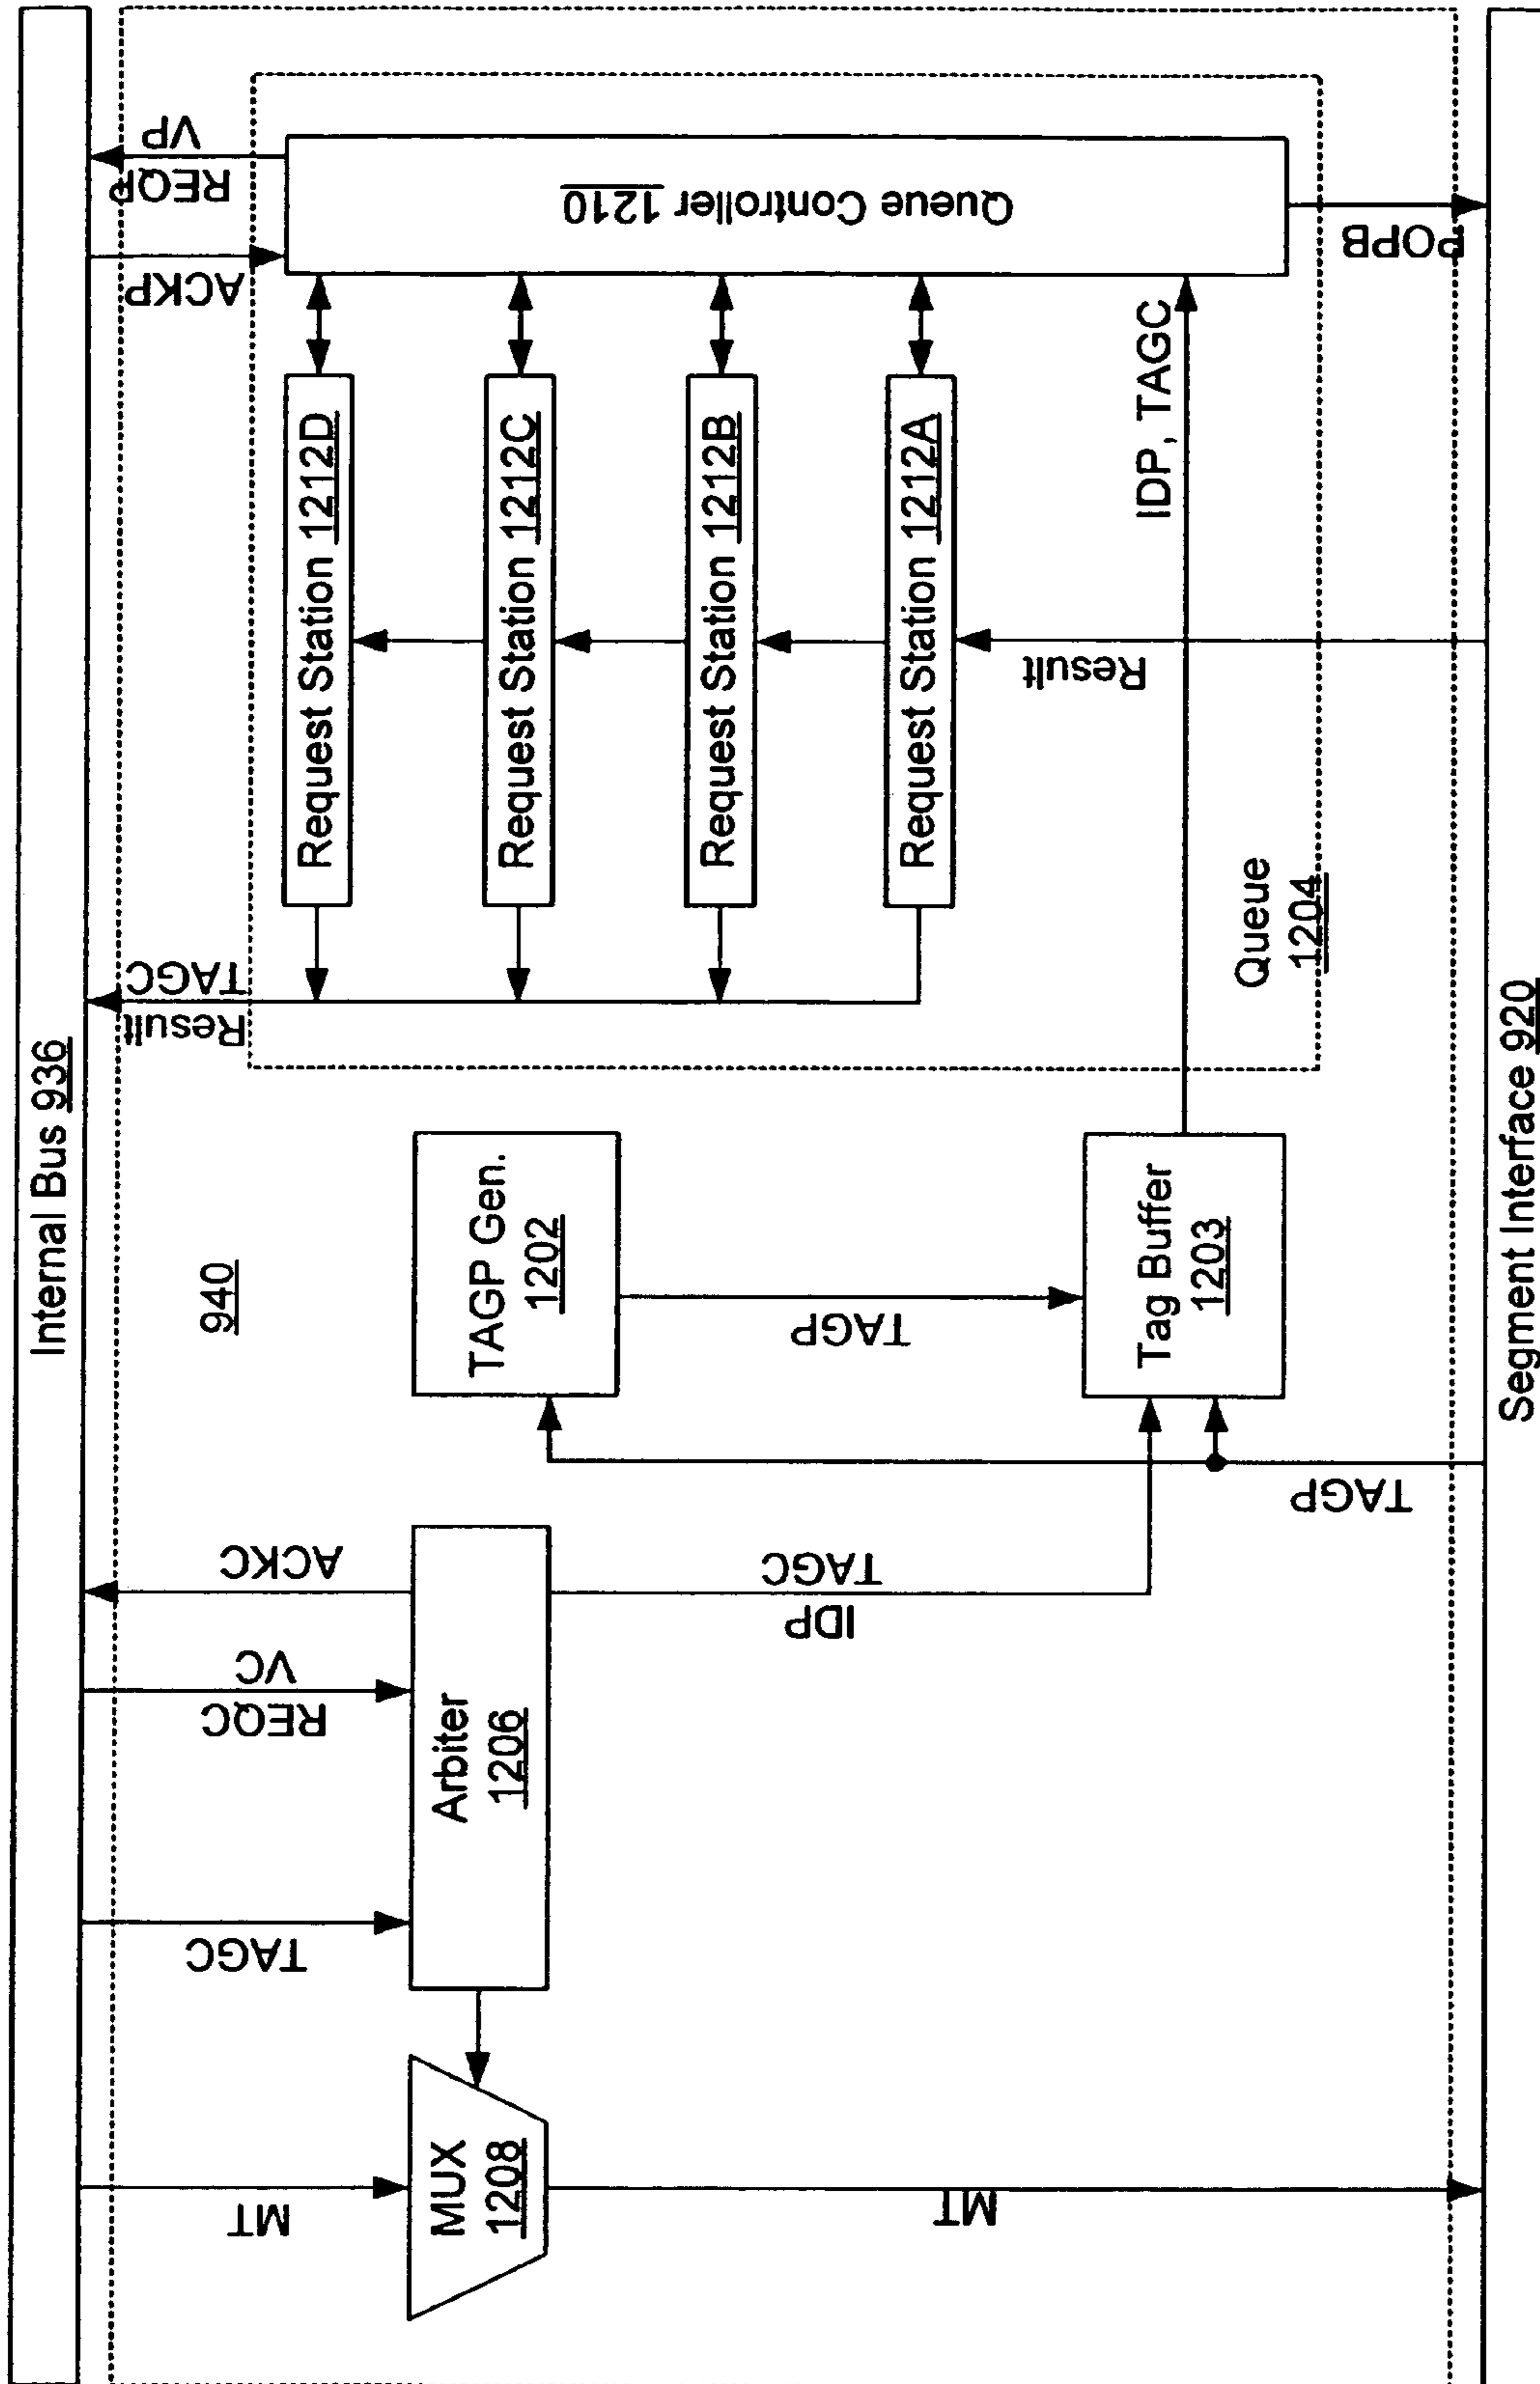 Internal Bus 936
940
MT
TAGC
REQC
VC
ACKC
Result
TAGC
ACKP
REQP
VP
MUX
1208
Arbiter
1206
TAGP Gen.
1202
Request Station 1212D
Request Station 1212C
Request Station 1212B
Request Station 1212A
Queue Controller 1210
IDP
TAGC
TAGP
Result
IDP, TAGC
Tag Buffer
1203
Queue
1204
MT
TAGP
POPB
Segment Interface 920